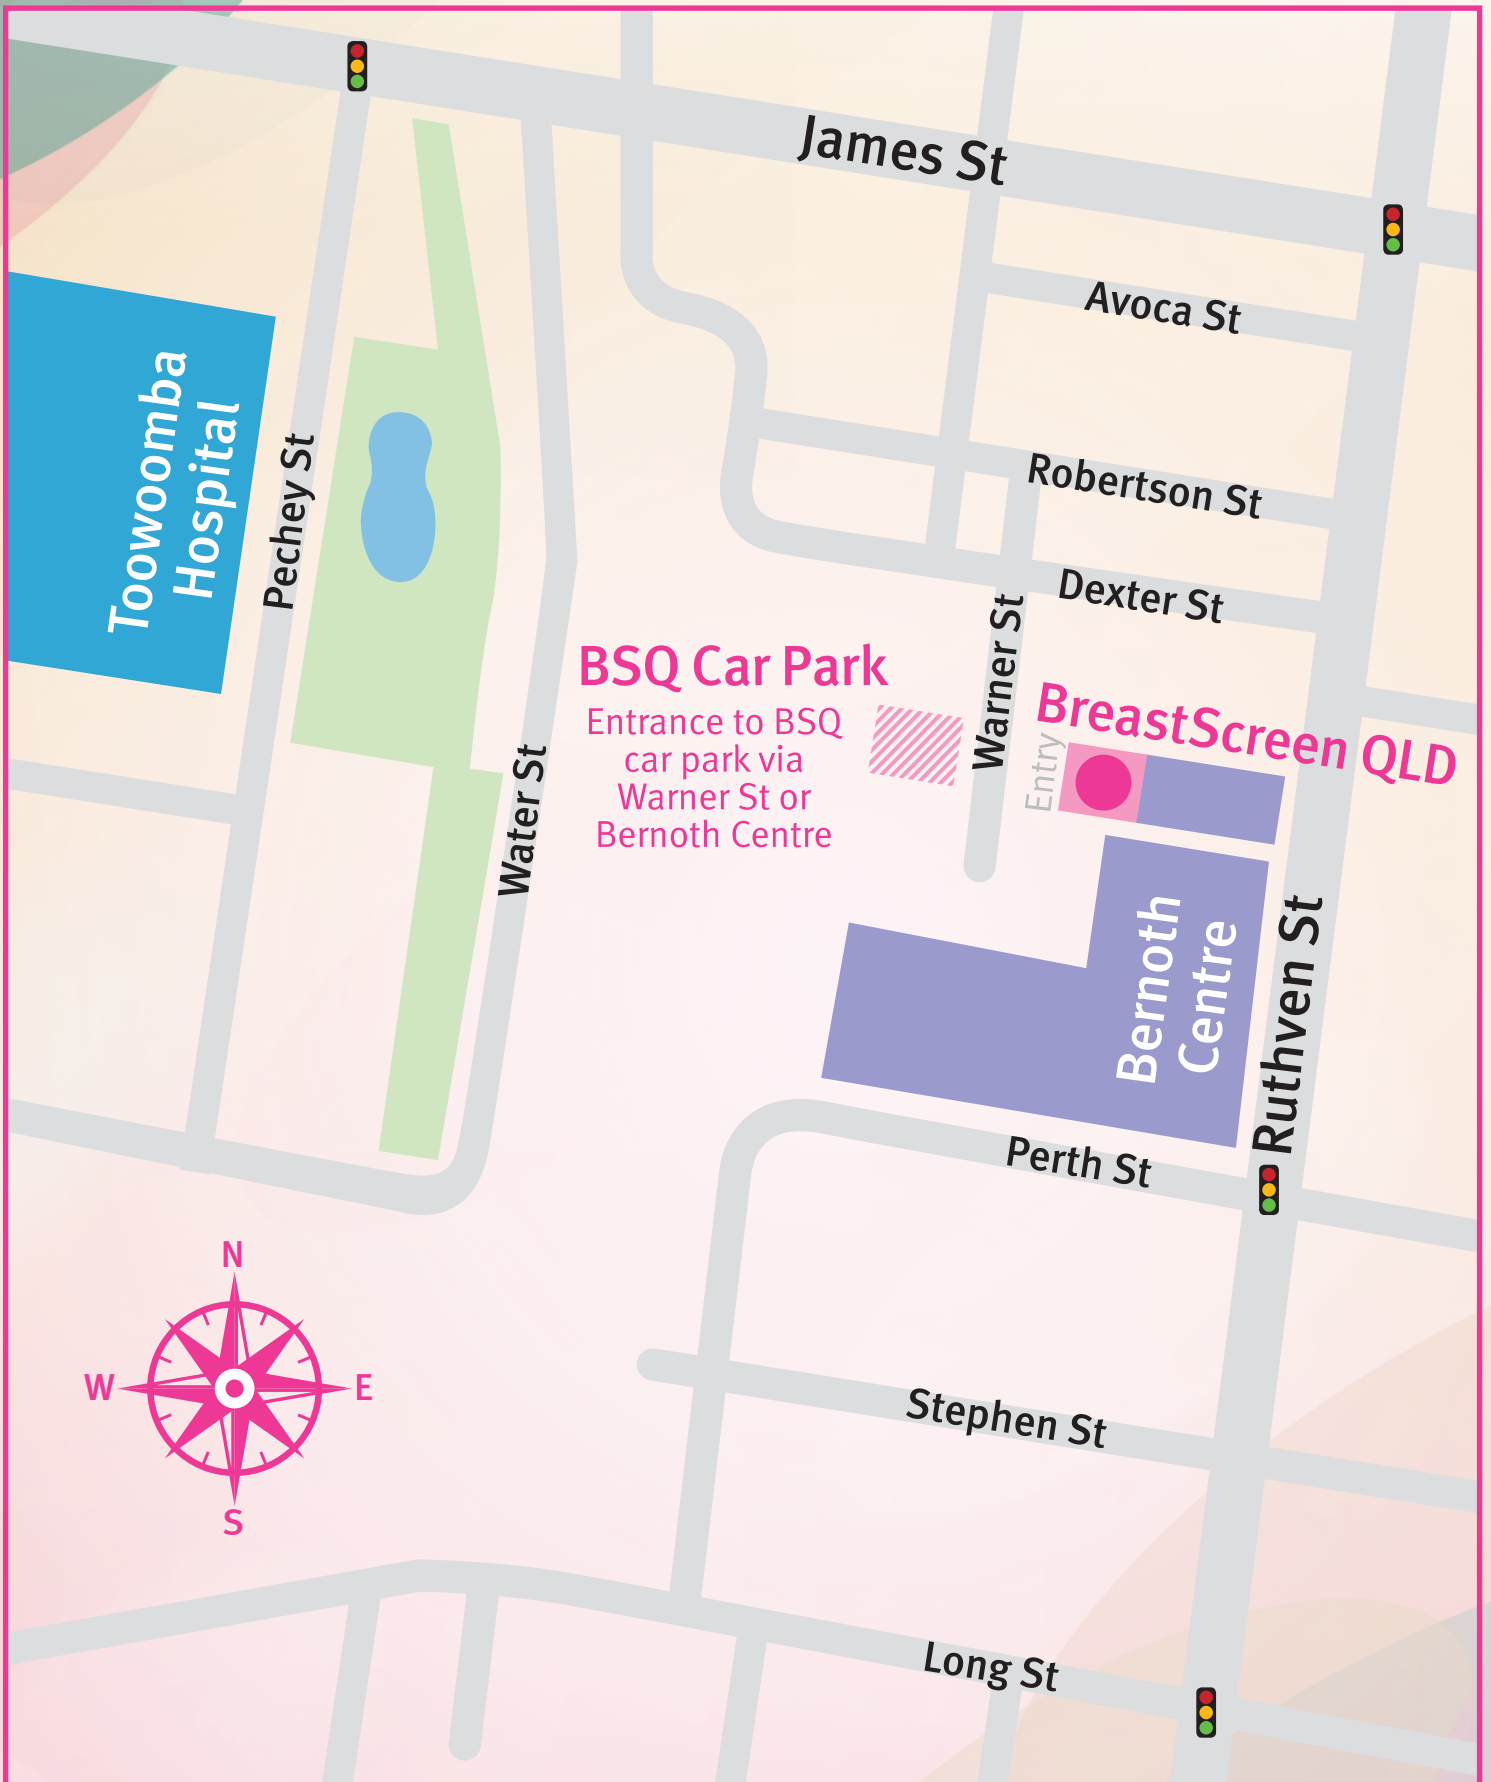 James St
Avoca St
Toowoomba
Hospital
Pechey St
Robertson St
Dexter St
Warner St
BSQ Car Park
Entrance to BSQ
car park via
Warner St or
Bernoth Centre
BreastScreen QLD
Entry
Water St
Bernoth
Centre
Ruthven St
Perth St
N
W
E
S
Stephen St
Long St